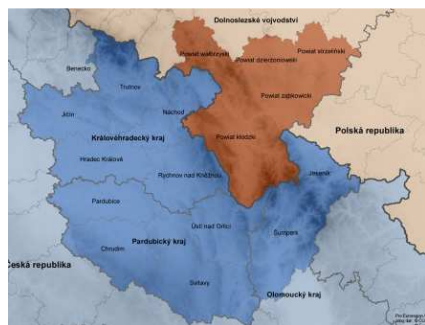 Dolnoslezské vojvodství
Powiat wałbrzyski
Powiat strzeliński
Powiat dzierżoniowski
Benecko
Trutnov
Powiat ząbkowicki
Jičín
Náchod
Královéhradecký kraj
Powiat kłodzki
Polská republika
Hradec Králové
Rychnov nad Kněžnou
Jeseník
Pardubice
Ústí nad Orlicí
Šumperk
Pardubický kraj
Chrudim
Česká republika
Svitavy
Olomoucký kraj